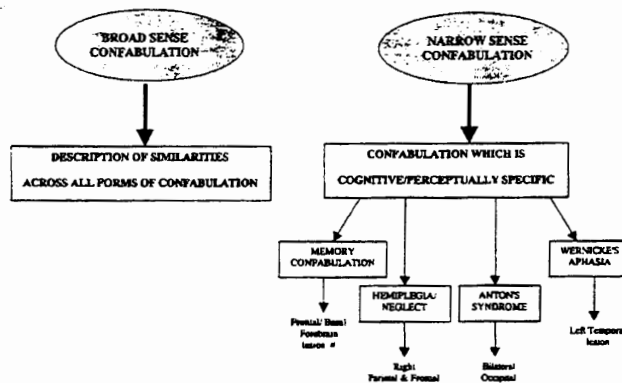 BROAD SENSE
CONFABULATION
NARROW SENSE
CONFABULATION
DESCRIPTION OF SIMILARITIES
ACROSS ALL FORMS OF CONFABULATION
CONFABULATION WHICH IS
COGNITIVE/PERCEPTUALLY SPECIFIC
MEMORY
CONFABULATION
WERNICKE'S
APHASIA
HEMIPLEGIA/
NEGLECT
ANTON'S
SYNDROME
Frontal/ Basal
Forebrain
lesion
Left Temporal
lesion
Right
Parietal & Frontal
Bilateral
Occipital